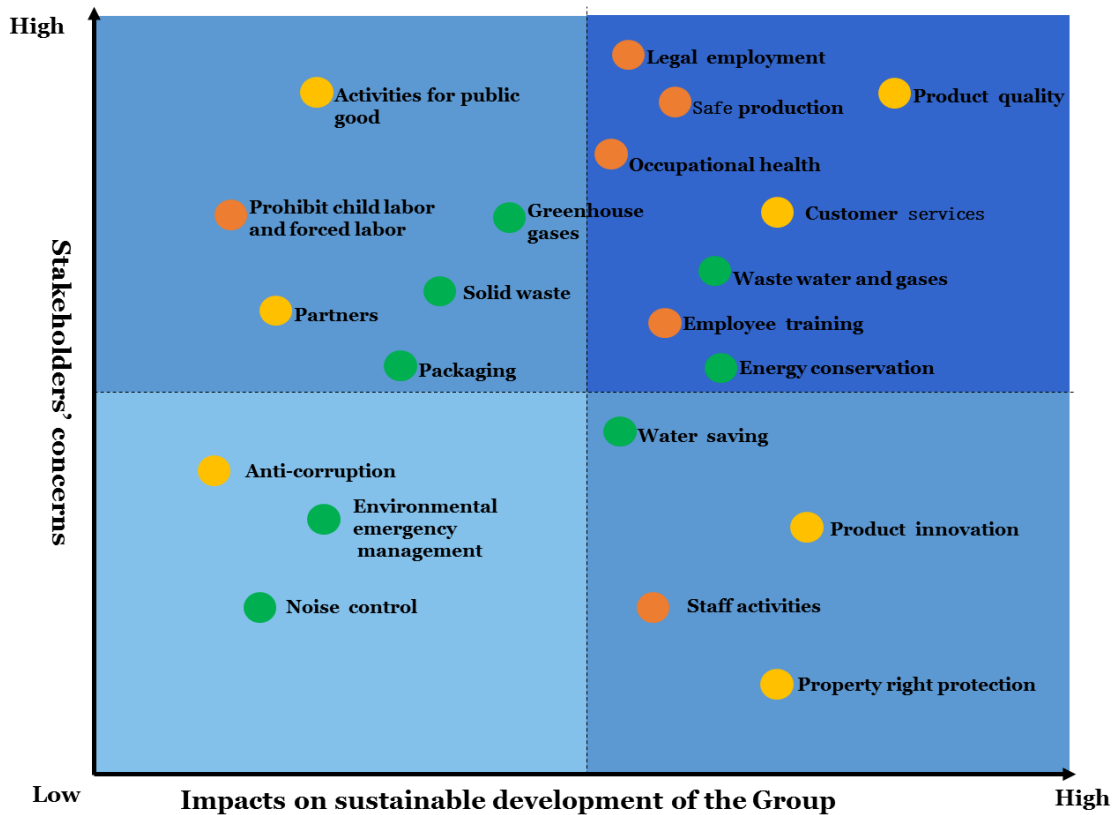 High
Legal employment
Activities for public
good
Product quality
Safe production
Occupational health
Prohibit child labor
and forced labor
Greenhouse
gases
Customer services
Waste water and gases
Solid waste
Partners
Employee training
Packaging
Energy conservation
Stakeholders’ concerns
Water saving
Anti-corruption
Environmental
emergency
management
Product innovation
Noise control
Staff activities
Property right protection
Low
Impacts on sustainable development of the Group
High